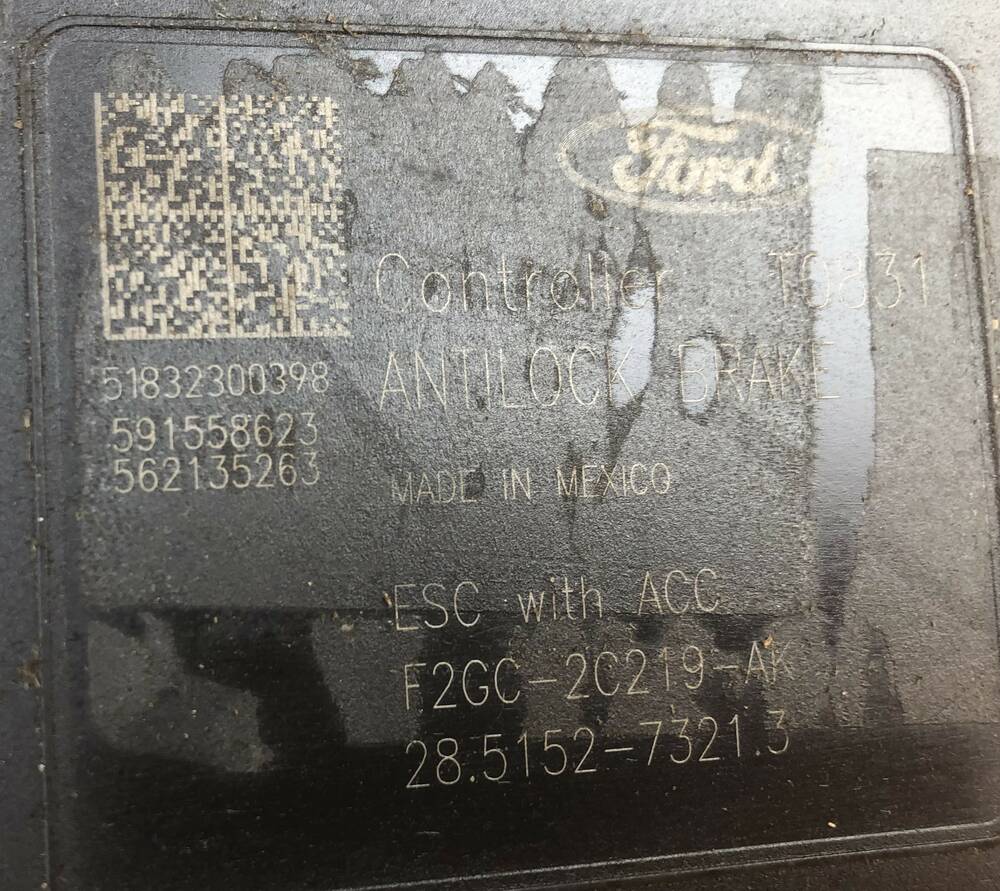 Ford
Controller T0831
ANTILOCK BRAKE
51832300398
591558623
562135263
MADE IN MEXICO
ESC with ACC
F2GC-2C219-AK
28.5152-7321.3